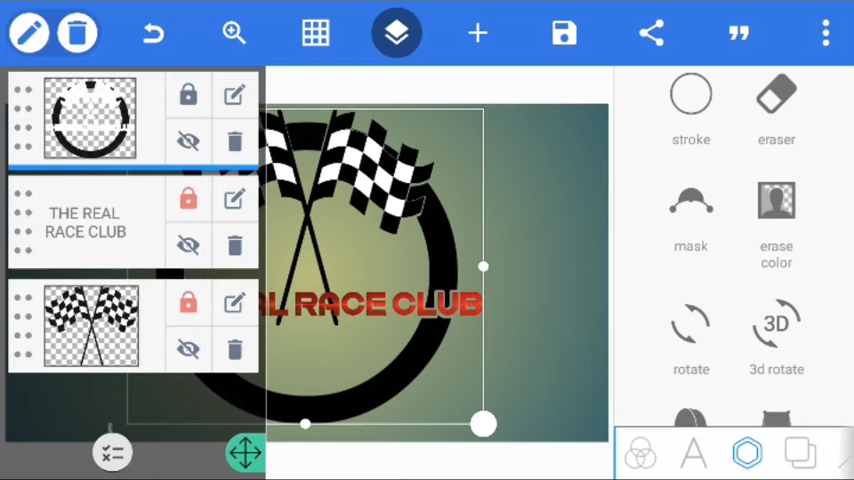 stroke
eraser
THE REAL
RACE CLUB
AL RACE CLUB
mask
erase
color
3D
rotate
3d rotate
A